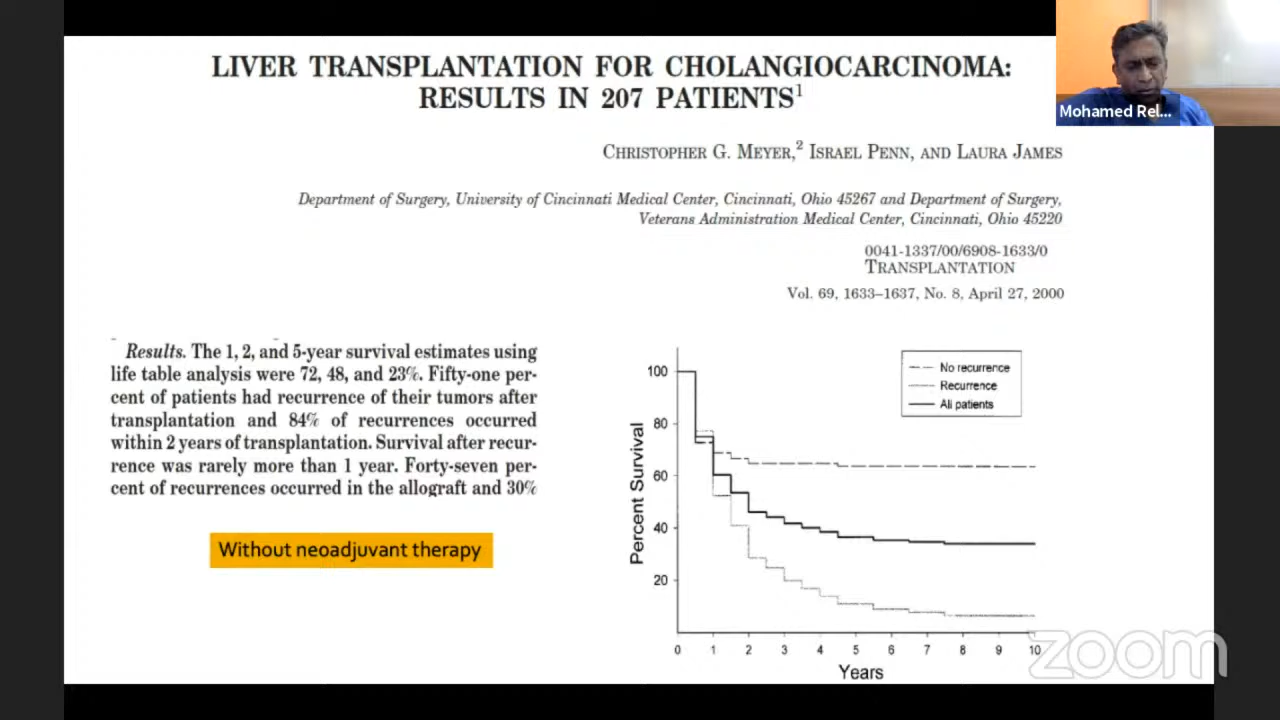 LIVER TRANSPLANTATION FOR CHOLANGIOCARCINOMA:
RESULTS IN 207 PATIENTS¹
CHRISTOPHER G. MEYER,² ISRAEL PENN, AND LAURA JAMES
Department of Surgery, University of Cincinnati Medical Center, Cincinnati, Ohio 45267 and Department of Surgery,
Veterans Administration Medical Center, Cincinnati, Ohio 45220
0041-1337/00/6908-1633/0
TRANSPLANTATION
Vol. 69, 1633–1637, No. 8, April 27, 2000
Mohamed Rel...
Results. The 1, 2, and 5-year survival estimates using
life table analysis were 72, 48, and 23%. Fifty-one per-
cent of patients had recurrence of their tumors after
transplantation and 84% of recurrences occurred
within 2 years of transplantation. Survival after recur-
rence was rarely more than 1 year. Forty-seven per-
cent of recurrences occurred in the allograft and 30%
Without neoadjuvant therapy
Percent Survival
100
80
60
40
20
No recurrence
Recurrence
All patients
0 1 2 3 4 5 6 7 8 9 10
Years
zoom